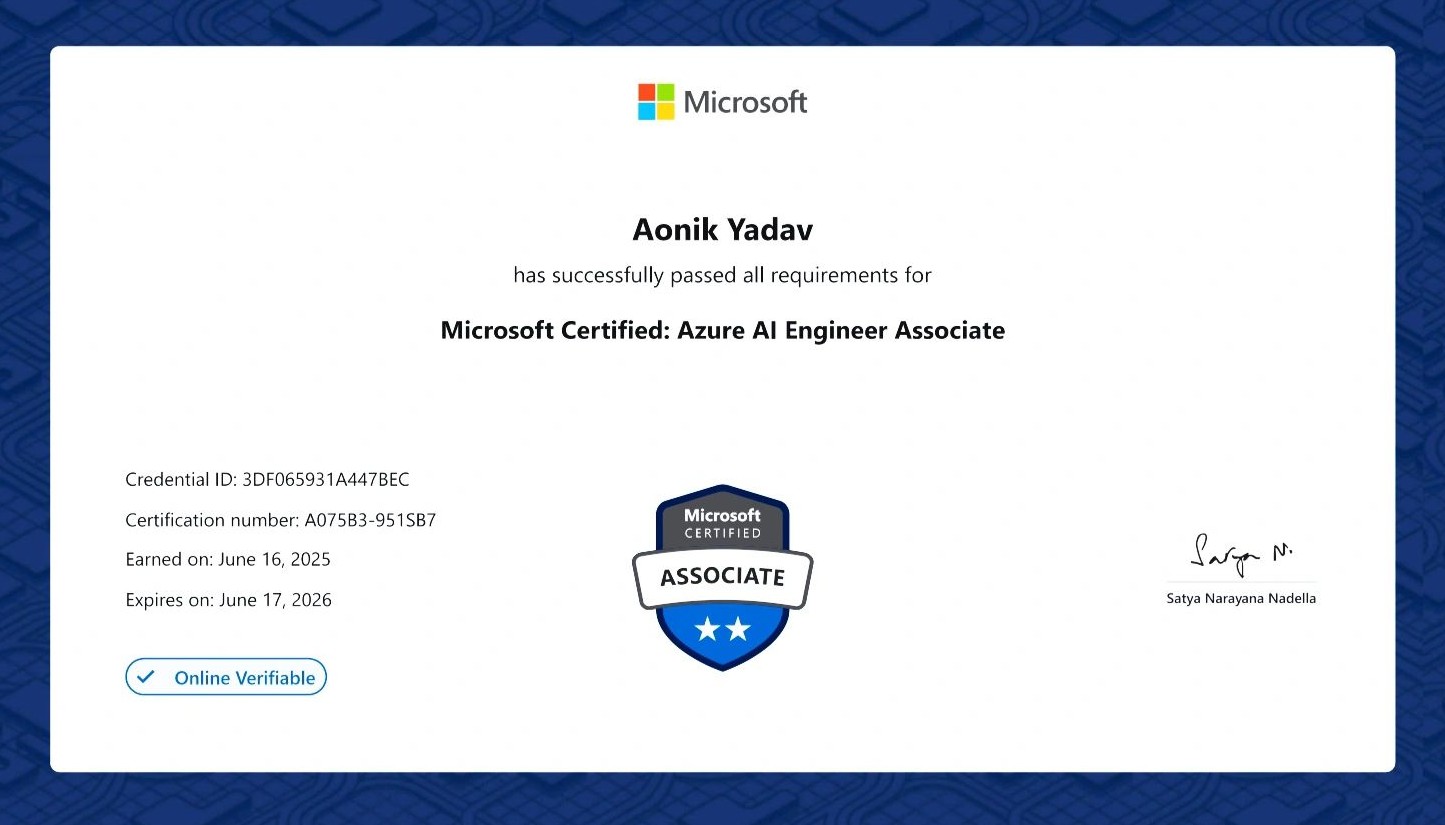 Microsoft
Aonik Yadav
has successfully passed all requirements for
Microsoft Certified: Azure AI Engineer Associate
Credential ID: 3DF065931A447BEC
Certification number: A075B3-951SB7
Earned on: June 16, 2025
Expires on: June 17, 2026
Online Verifiable
Microsoft
CERTIFIED
ASSOCIATE
Satya N.
Satya Narayana Nadella